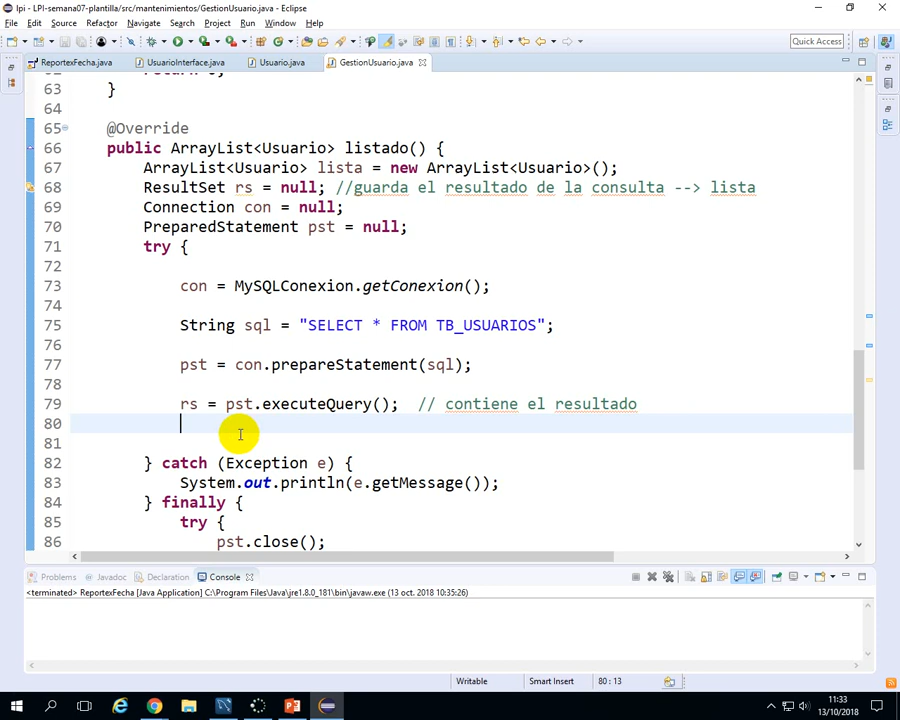 lpi - LPI-semana07-plantilla/src/mantenimientos/GestionUsuario.java - Eclipse
File Edit Source Refactor Navigate Search Project Run Window Help
Quick Access
ReportexFecha.java UsuarioInterface.java Usuario.java GestionUsuario.java
63 }
64
65 @Override
66 public ArrayList<Usuario> listado() {
67 ArrayList<Usuario> lista = new ArrayList<Usuario>();
68 ResultSet rs = null; //guarda el resultado de la consulta --> lista
69 Connection con = null;
70 PreparedStatement pst = null;
71 try {
72
73 con = MySQLConexion.getConexion();
74
75 String sql = "SELECT * FROM TB_USUARIOS";
76
77 pst = con.prepareStatement(sql);
78
79 rs = pst.executeQuery(); // contiene el resultado
80
81
82 } catch (Exception e) {
83 System.out.println(e.getMessage());
84 } finally {
85 try {
86 pst.close();
Problems Javadoc Declaration Console
<terminated> ReportexFecha [Java Application] C:\Program Files\Java\jre1.8.0_181\bin\javaw.exe (13 oct. 2018 10:35:26)
Writable Smart Insert 80 : 13
11:33
13/10/2018